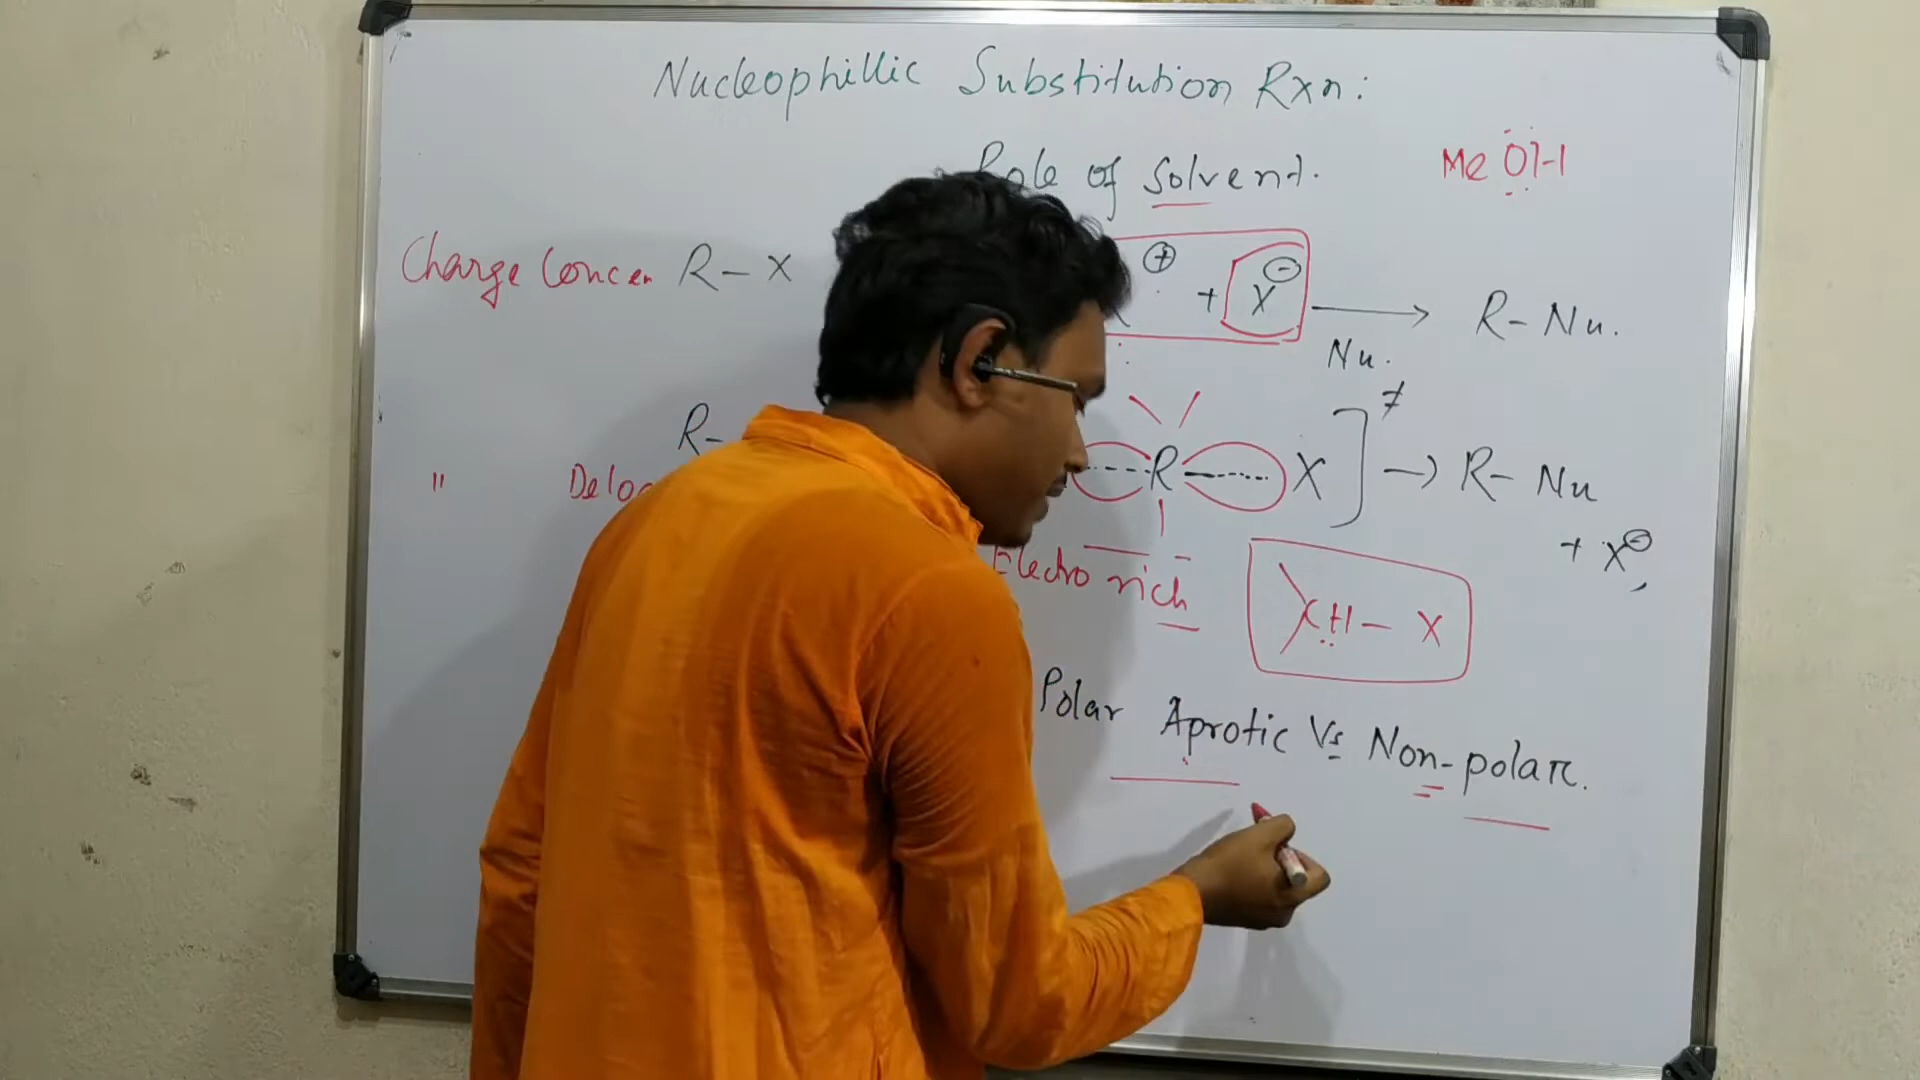 Nucleophillic Substitution Rxn:
Role of Solvent.
Me OH
Charge Concen R - X
⊕ + X⊖ → R - Nu.
Nu.
R-
" Deloc
R X ] ≠ → R - Nu
+ X⊖,
Electro rich
CH - X
Polar Aprotic Vs Non-polar.